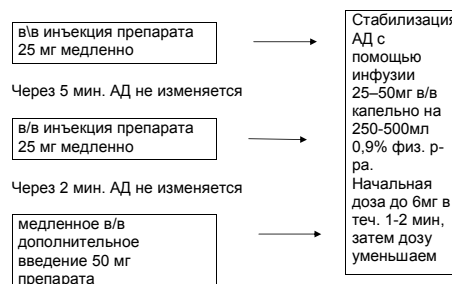 в\в инъекция препарата
25 мг медленно
Через 5 мин. АД не изменяется
в/в инъекция препарата
25 мг медленно
Через 2 мин. АД не изменяется
медленное в/в
дополнительное
введение 50 мг
препарата
Стабилизация
АД с
помощью
инфузии
25–50мг в/в
капельно на
250-500мл
0,9% физ. р-
ра.
Начальная
доза до 6мг в
теч. 1-2 мин,
затем дозу
уменьшаем